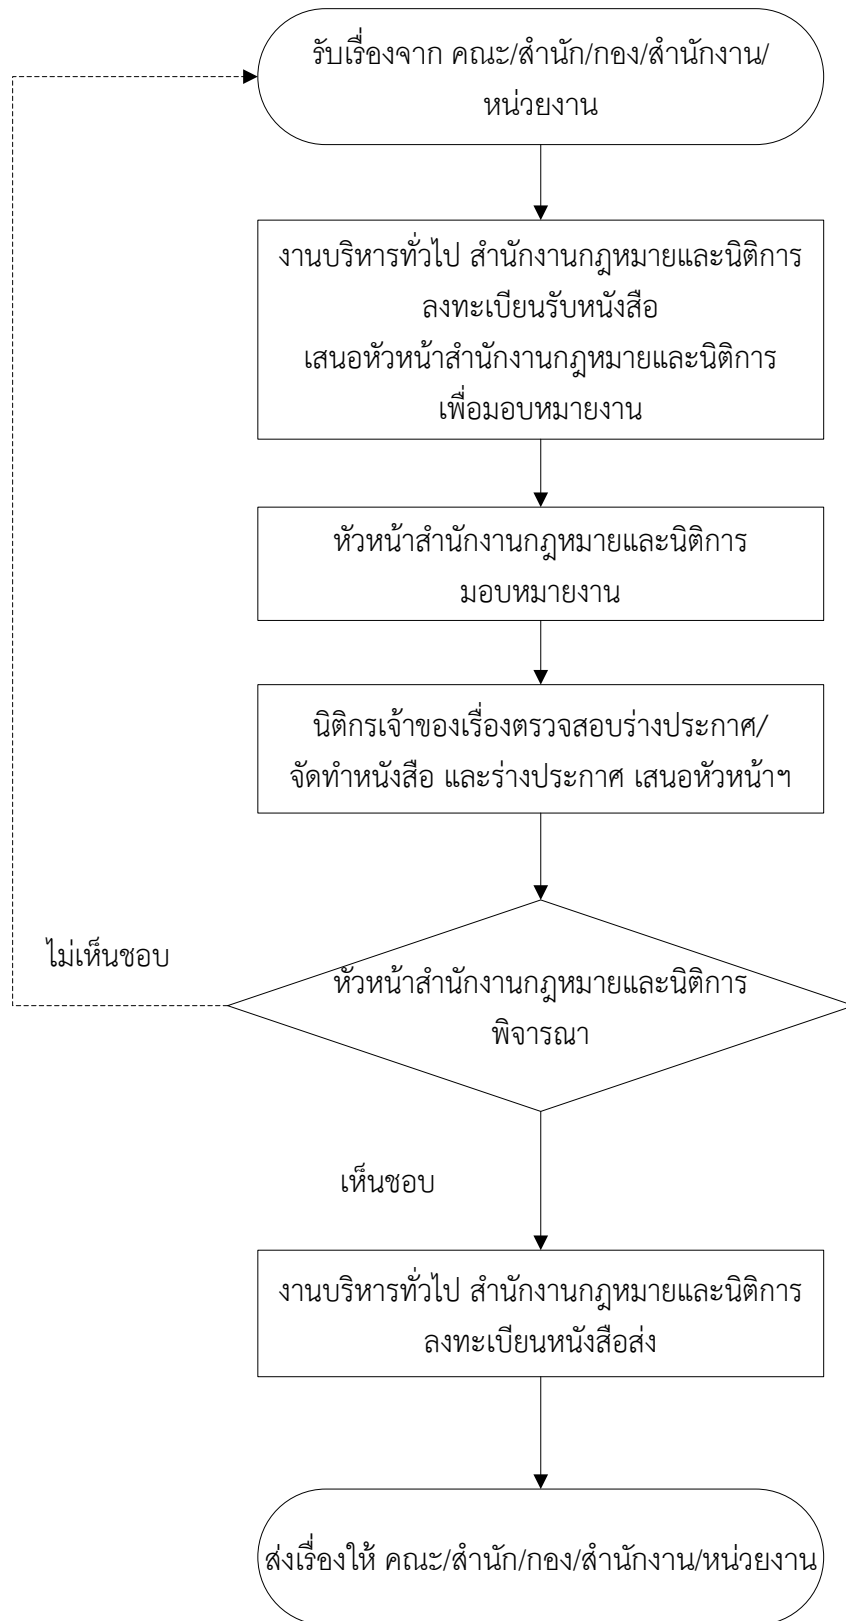 รับเรื่องจาก คณะ/สำนัก/กอง/สำนักงาน/
หน่วยงาน
งานบริหารทั่วไป สำนักงานกฎหมายและนิติการ
ลงทะเบียนรับหนังสือ
เสนอหัวหน้าสำนักงานกฎหมายและนิติการ
เพื่อมอบหมายงาน
หัวหน้าสำนักงานกฎหมายและนิติการ
มอบหมายงาน
นิติกรเจ้าของเรื่องตรวจสอบร่างประกาศ/
จัดทำหนังสือ และร่างประกาศ เสนอหัวหน้าฯ
ไม่เห็นชอบ
หัวหน้าสำนักงานกฎหมายและนิติการ
พิจารณา
เห็นชอบ
งานบริหารทั่วไป สำนักงานกฎหมายและนิติการ
ลงทะเบียนหนังสือส่ง
ส่งเรื่องให้ คณะ/สำนัก/กอง/สำนักงาน/หน่วยงาน